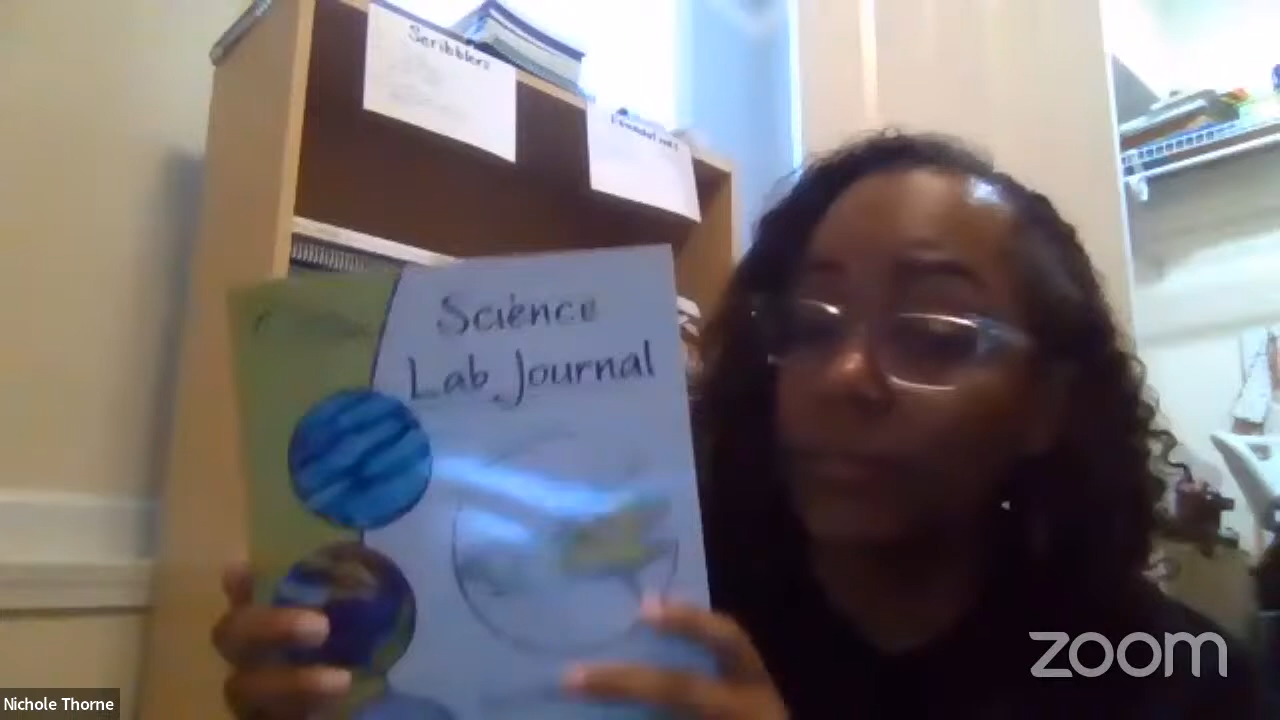 Scribblers
Science
Lab Journal
zoom
Nichole Thorne